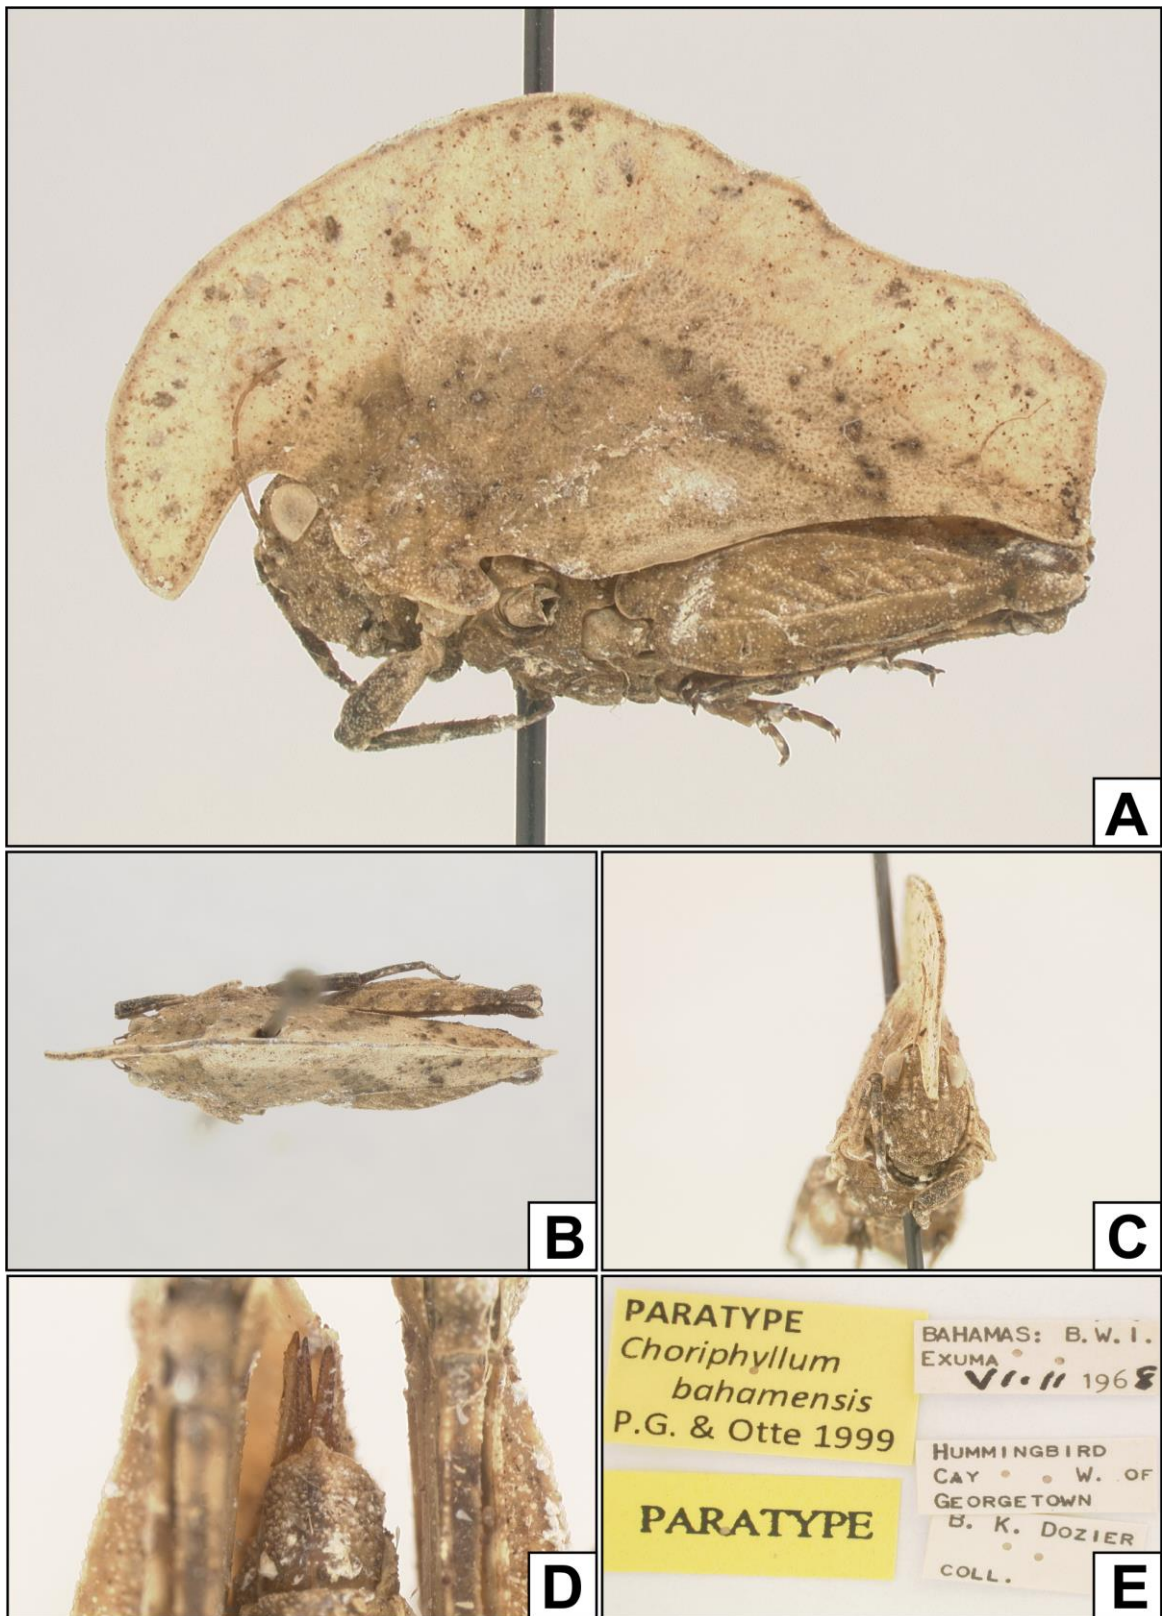 A
B
C
D
PARATYPE
Choriphyllum
bahamensis
P.G. & Otte 1999
PARATYPE
BAHAMAS: B.W.I.
EXUMA
VI·11 1968
HUMMINGBIRD
CAY W. OF
GEORGETOWN
B. K. DOZIER
COLL.
E